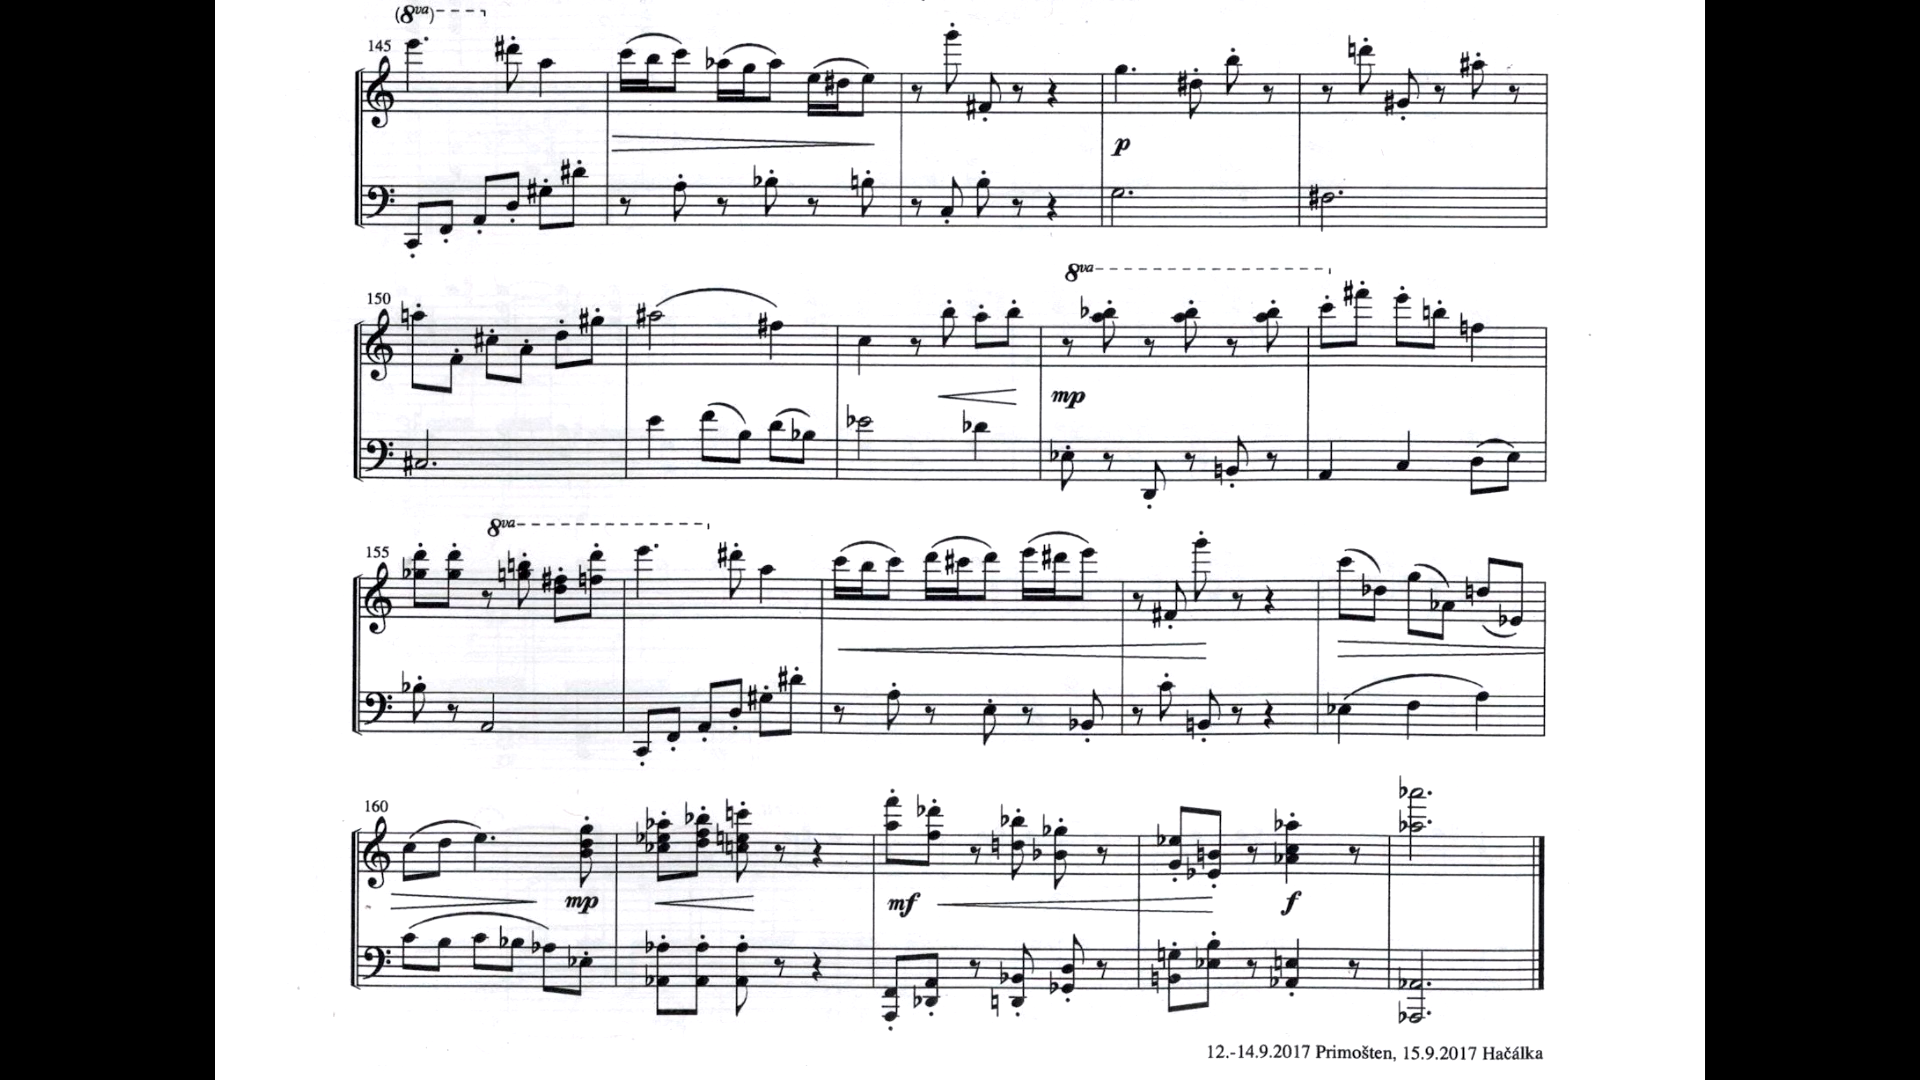 (8va)
145
p
150
8va
mp
155
8va
160
mp
mf
f
12.-14.9.2017 Primošten, 15.9.2017 Hačálka